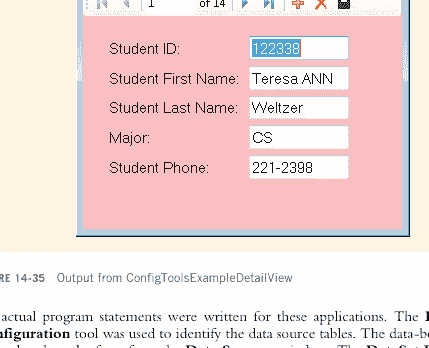 1 of 14
Student ID: 122338
Student First Name: Teresa ANN
Student Last Name: Weltzer
Major: CS
Student Phone: 221-2398
RE 14-35 Output from ConfigToolsExampleDetailView
actual program statements were written for these applications. The
nfiguration tool was used to identify the data source tables. The data-bo